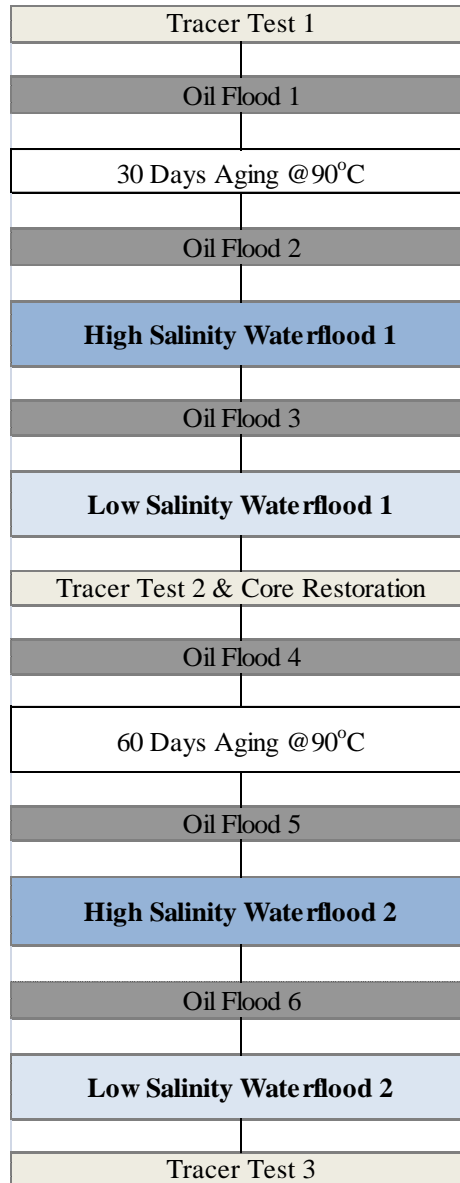 Tracer Test 1
Oil Flood 1
30 Days Aging @90°C
Oil Flood 2
High Salinity Waterflood 1
Oil Flood 3
Low Salinity Waterflood 1
Tracer Test 2 & Core Restoration
Oil Flood 4
60 Days Aging @90°C
Oil Flood 5
High Salinity Waterflood 2
Oil Flood 6
Low Salinity Waterflood 2
Tracer Test 3